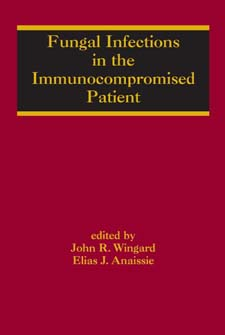 Fungal Infections
in the
Immunocompromised
Patient
edited by
John R. Wingard
Elias J. Anaissie